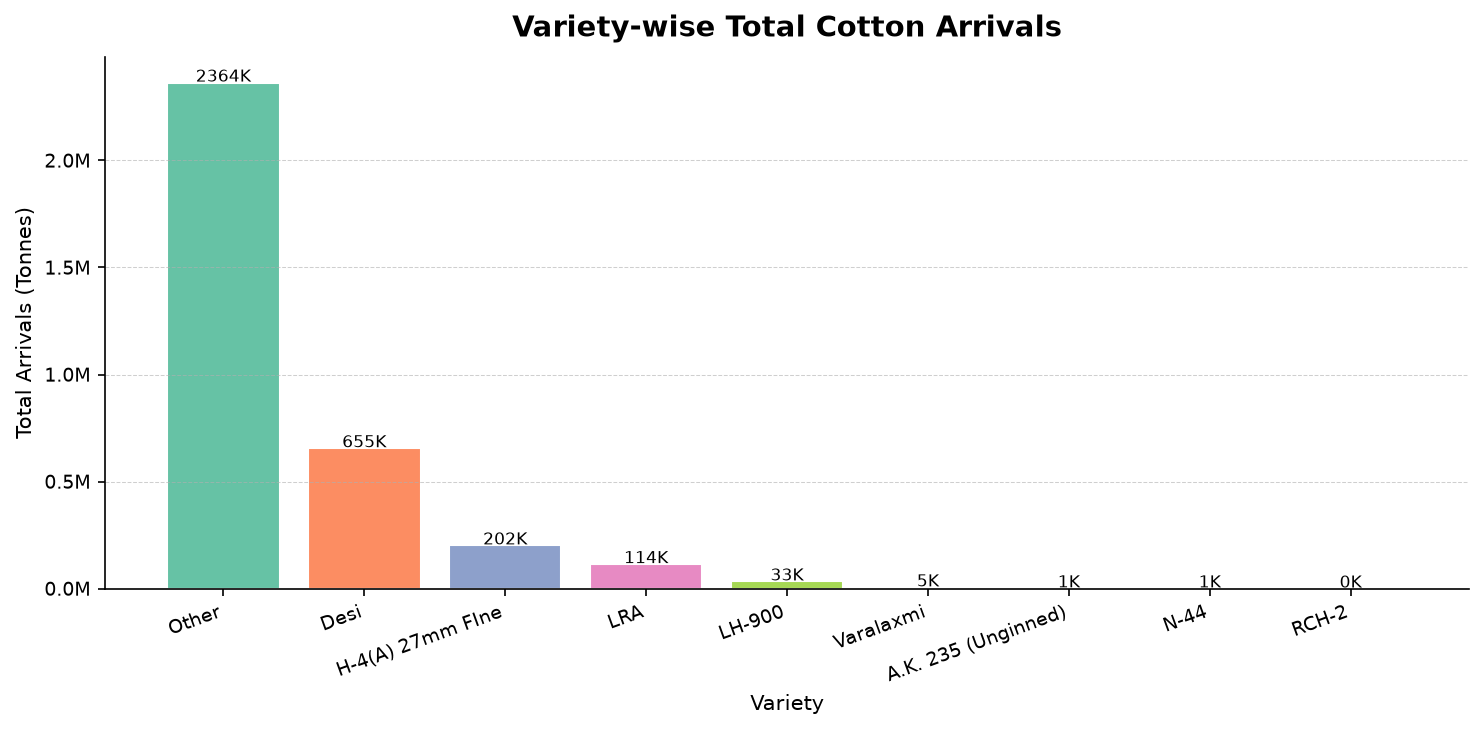 Variety-wise Total Cotton Arrivals
Total Arrivals (Tonnes)
2.0M
1.5M
1.0M
0.5M
0.0M
2364K
655K
202K
114K
33K
5K
1K
1K
0K
Other
Desi
H-4(A) 27mm FIne
LRA
LH-900
Varalaxmi
A.K. 235 (Unginned)
N-44
RCH-2
Variety